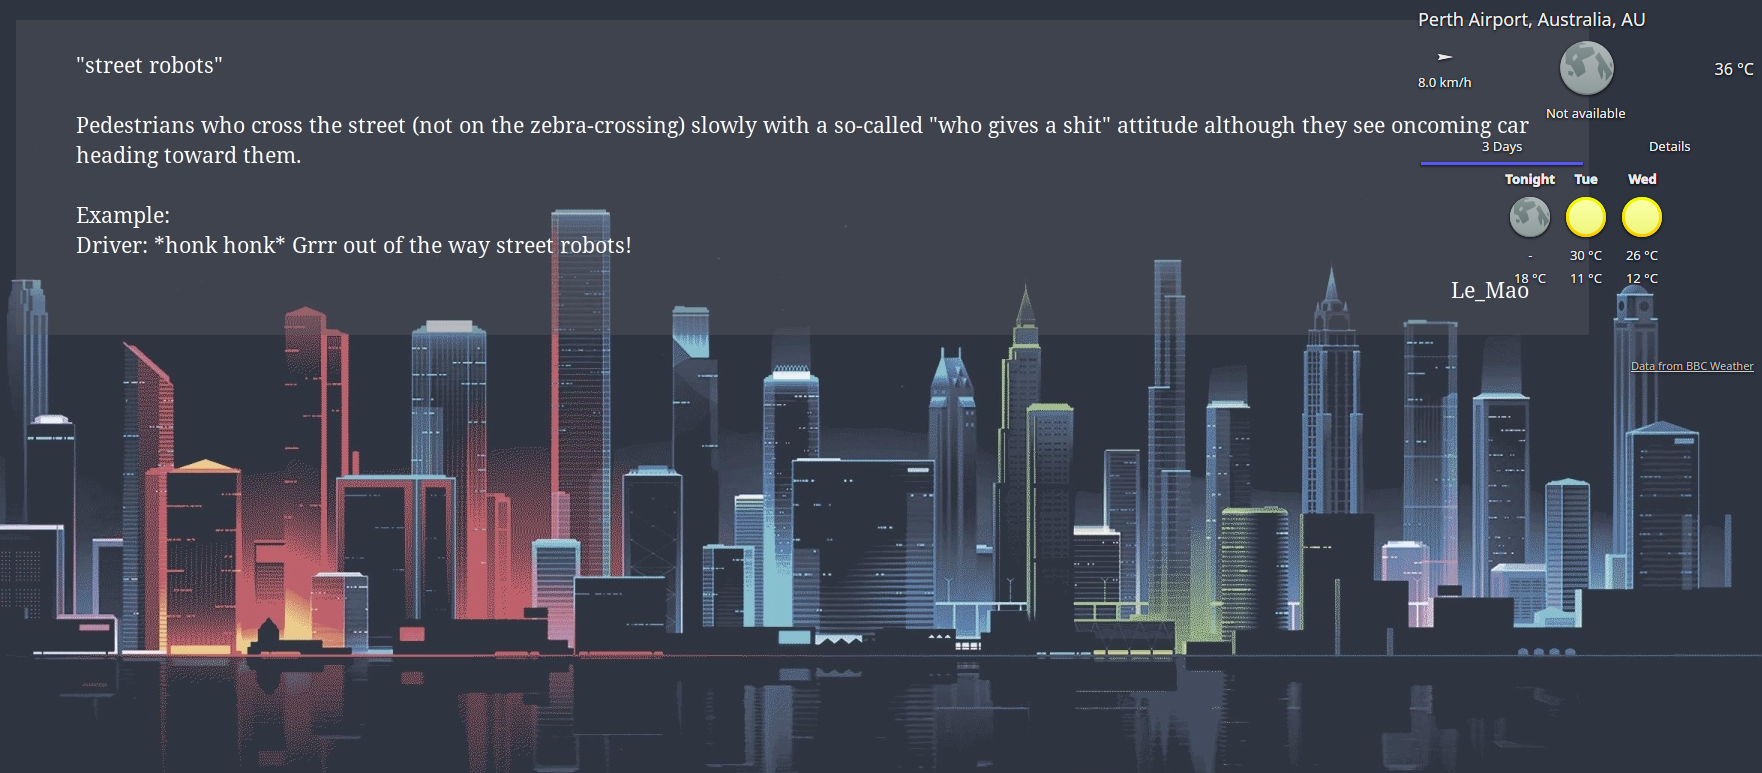 "street robots"
Pedestrians who cross the street (not on the zebra-crossing) slowly with a so-called "who gives a shit" attitude although they see oncoming car
heading toward them.
Example:
Driver: *honk honk* Grrr out of the way street robots!
Le_Mao
Perth Airport, Australia, AU
8.0 km/h
36 °C
Not available
3 Days Details
Tonight Tue Wed
- 30 °C 26 °C
18 °C 11 °C 12 °C
Data from BBC Weather